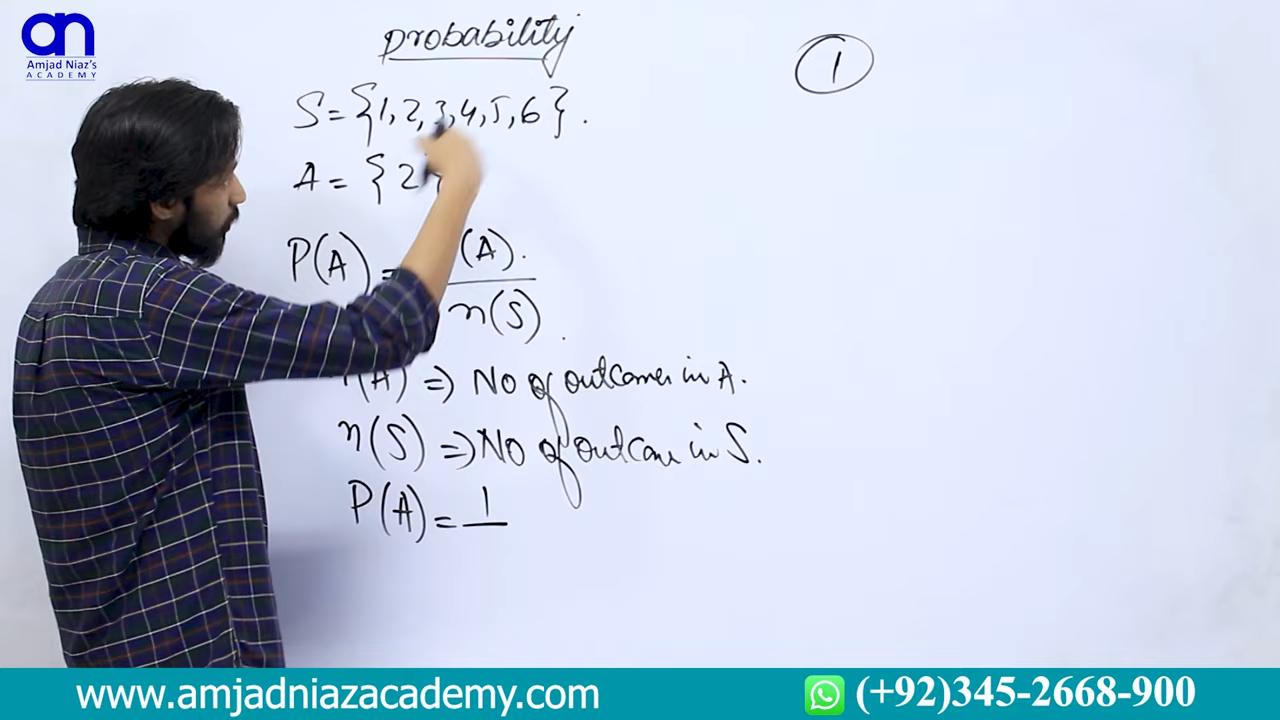 an
Amjad Niaz's
ACADEMY
probability
1
S = {1, 2, 3, 4, 5, 6}.
A = { 2 }
P(A) = (A).
n(S).
(A) => No of outcomes in A.
n(S) => No of outcome in S.
P(A) = 1
www.amjadniazacademy.com
(+92)345-2668-900